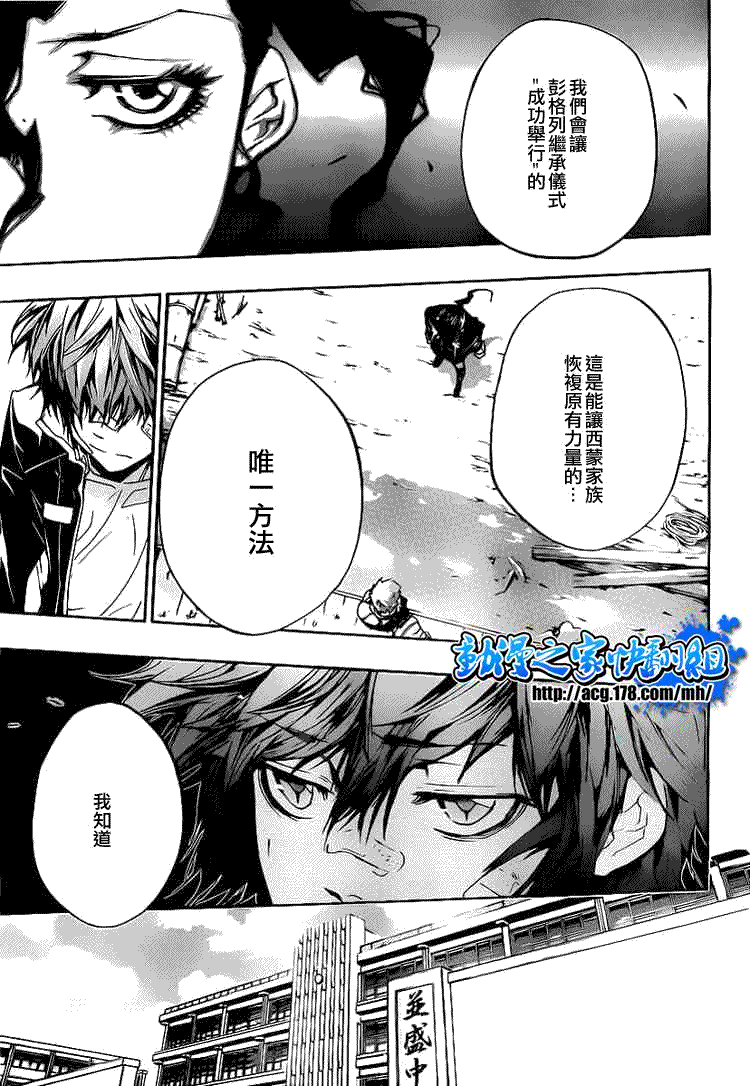 我們會讓
彭格列繼承儀式
"成功舉行"的
這是能讓西蒙家族
恢複原有力量的…
唯一方法
動漫之家快翻組
http://acg.178.com/mh/
我知道
並盛中